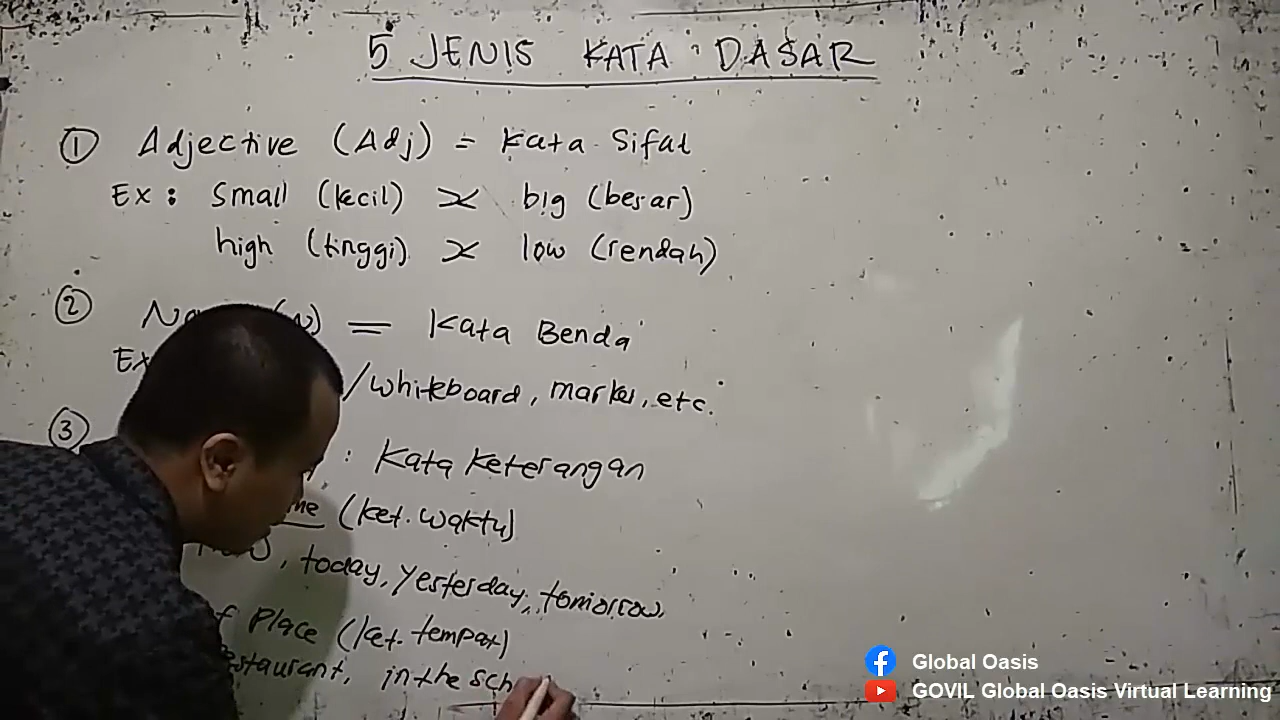 5 JENIS KATA DASAR
① Adjective (Adj) = Kata Sifat
Ex: Small (kecil) >< big (besar)
high (tinggi) >< low (rendah)
② (N) = Kata Benda
Ex /whiteboard, marker, etc.
③ : Kata Keterangan
(ket. waktu)
, today, yesterday, tomorrow,
Place (ket. tempat)
in the
Global Oasis
GOVIL Global Oasis Virtual Learning